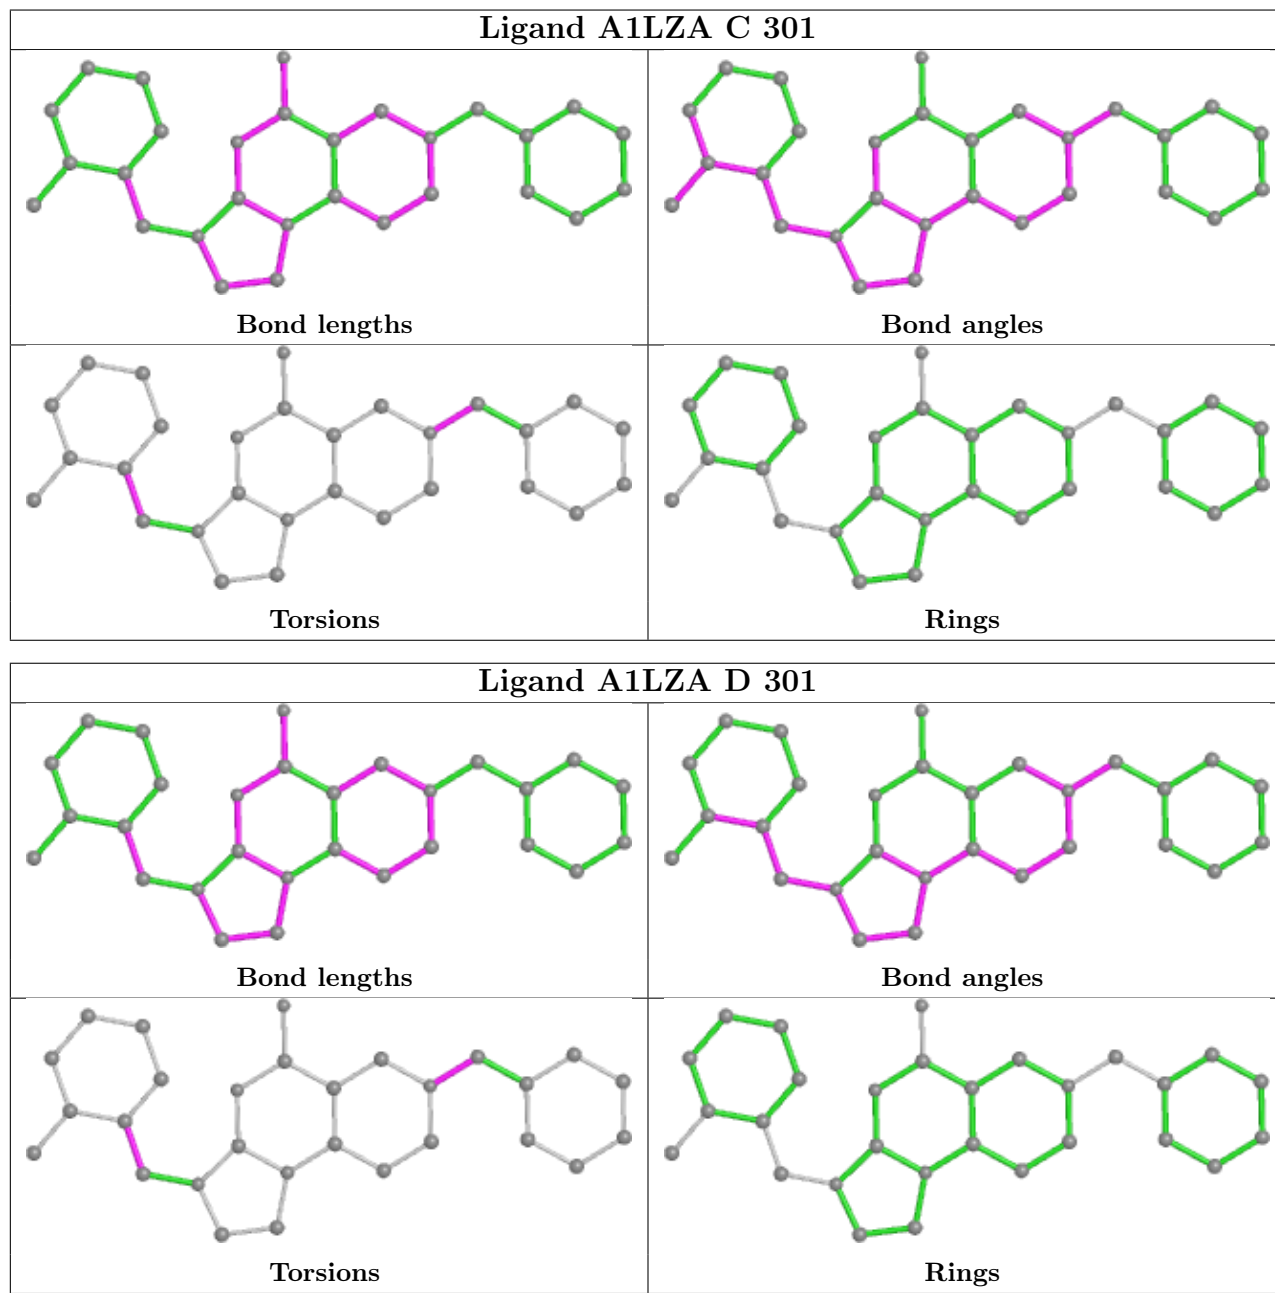 Ligand A1LZA C 301
Bond lengths
Bond angles
Torsions
Rings
Ligand A1LZA D 301
Bond lengths
Bond angles
Torsions
Rings